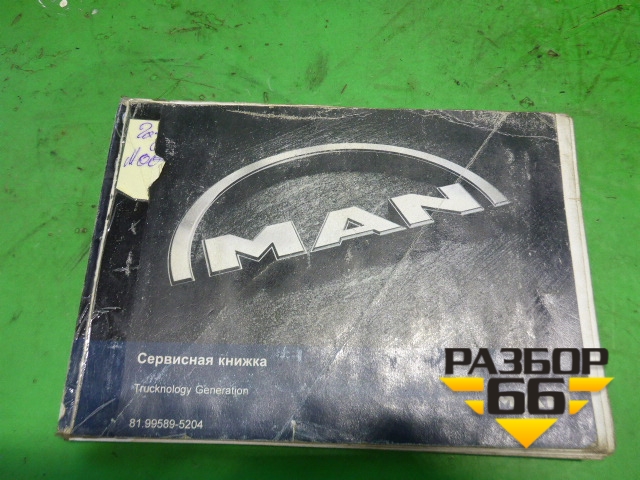 MAN
Сервисная книжка
Trucknology Generation
81.99589-5204
РАЗБОР
66